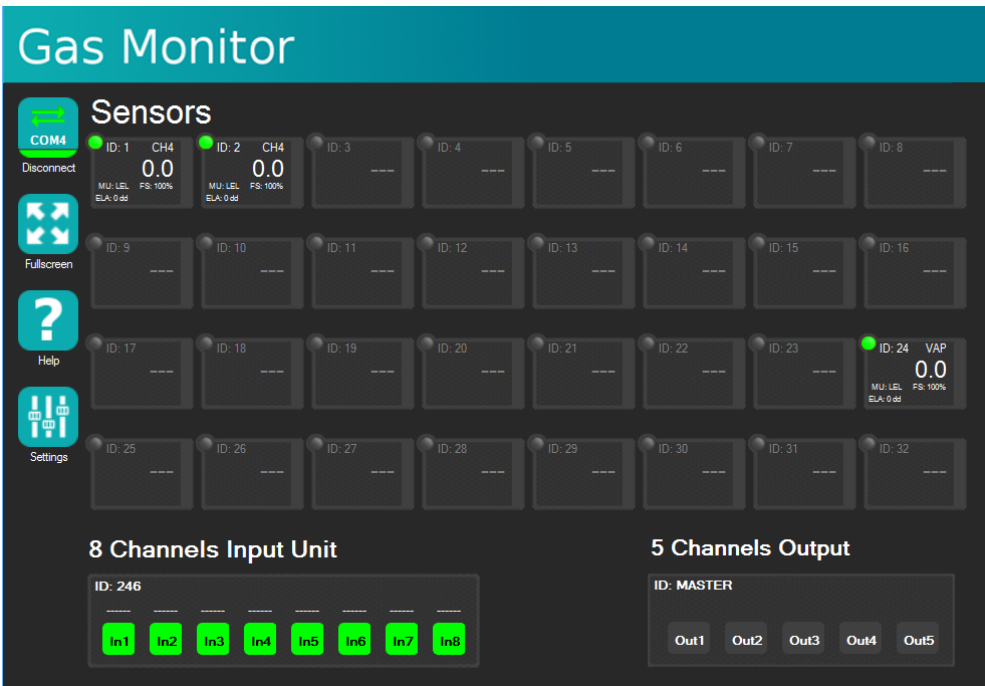 Gas Monitor
COM4
Disconnect
Fullscreen
Help
Settings
Sensors
ID: 1 CH4
0.0
MU: LEL FS: 100%
ELA: 0 dd
ID: 2 CH4
0.0
MU: LEL FS: 100%
ELA: 0 dd
ID: 3
---
ID: 4
---
ID: 5
---
ID: 6
---
ID: 7
---
ID: 8
---
ID: 9
---
ID: 10
---
ID: 11
---
ID: 12
---
ID: 13
---
ID: 14
---
ID: 15
---
ID: 16
---
ID: 17
---
ID: 18
---
ID: 19
---
ID: 20
---
ID: 21
---
ID: 22
---
ID: 23
---
ID: 24 VAP
0.0
MU: LEL FS: 100%
ELA: 0 dd
ID: 25
---
ID: 26
---
ID: 27
---
ID: 28
---
ID: 29
---
ID: 30
---
ID: 31
---
ID: 32
---
8 Channels Input Unit
ID: 246
------ ------ ------ ------ ------ ------ ------ ------
In1 In2 In3 In4 In5 In6 In7 In8
5 Channels Output
ID: MASTER
Out1 Out2 Out3 Out4 Out5